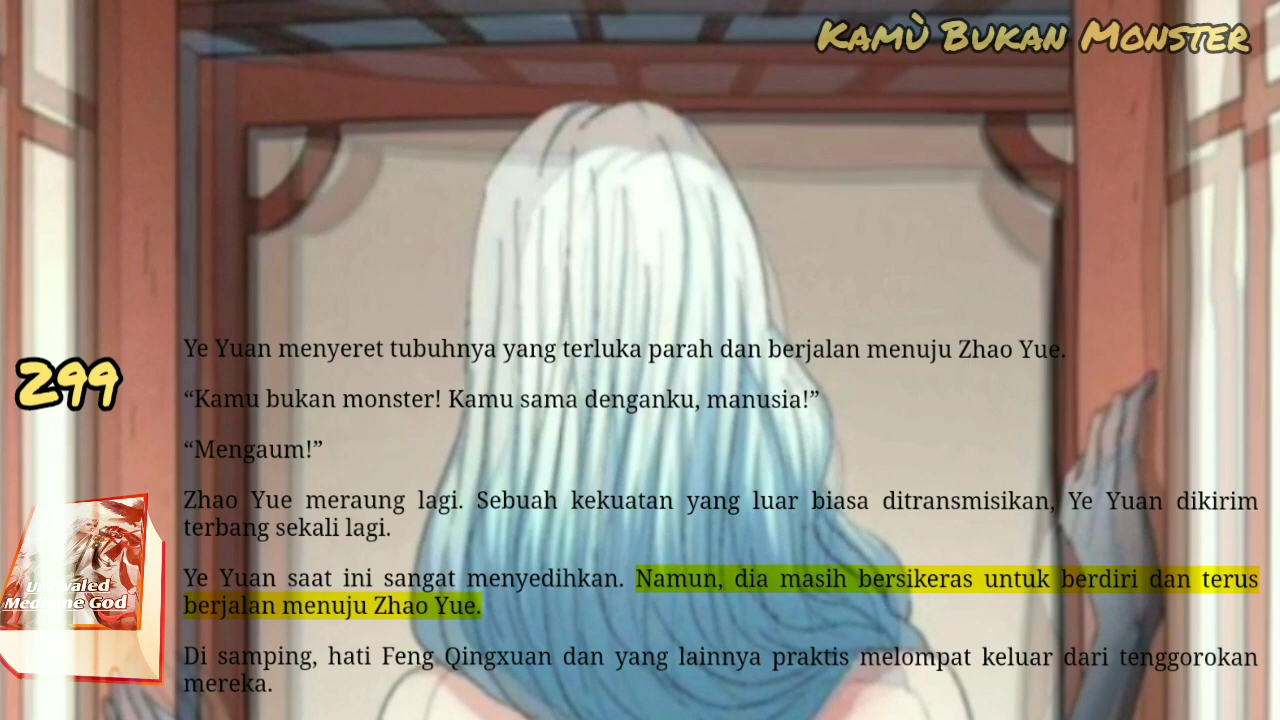 Kamù Bukan Monster
Ye Yuan menyeret tubuhnya yang terluka parah dan berjalan menuju Zhao Yue.
“Kamu bukan monster! Kamu sama denganku, manusia!”
299
“Mengaum!”
Zhao Yue meraung lagi. Sebuah kekuatan yang luar biasa ditransmisikan, Ye Yuan dikirim
terbang sekali lagi.
Ye Yuan saat ini sangat menyedihkan. Namun, dia masih bersikeras untuk berdiri dan terus
berjalan menuju Zhao Yue.
Unrivaled
Medicine God
Di samping, hati Feng Qingxuan dan yang lainnya praktis melompat keluar dari tenggorokan
mereka.